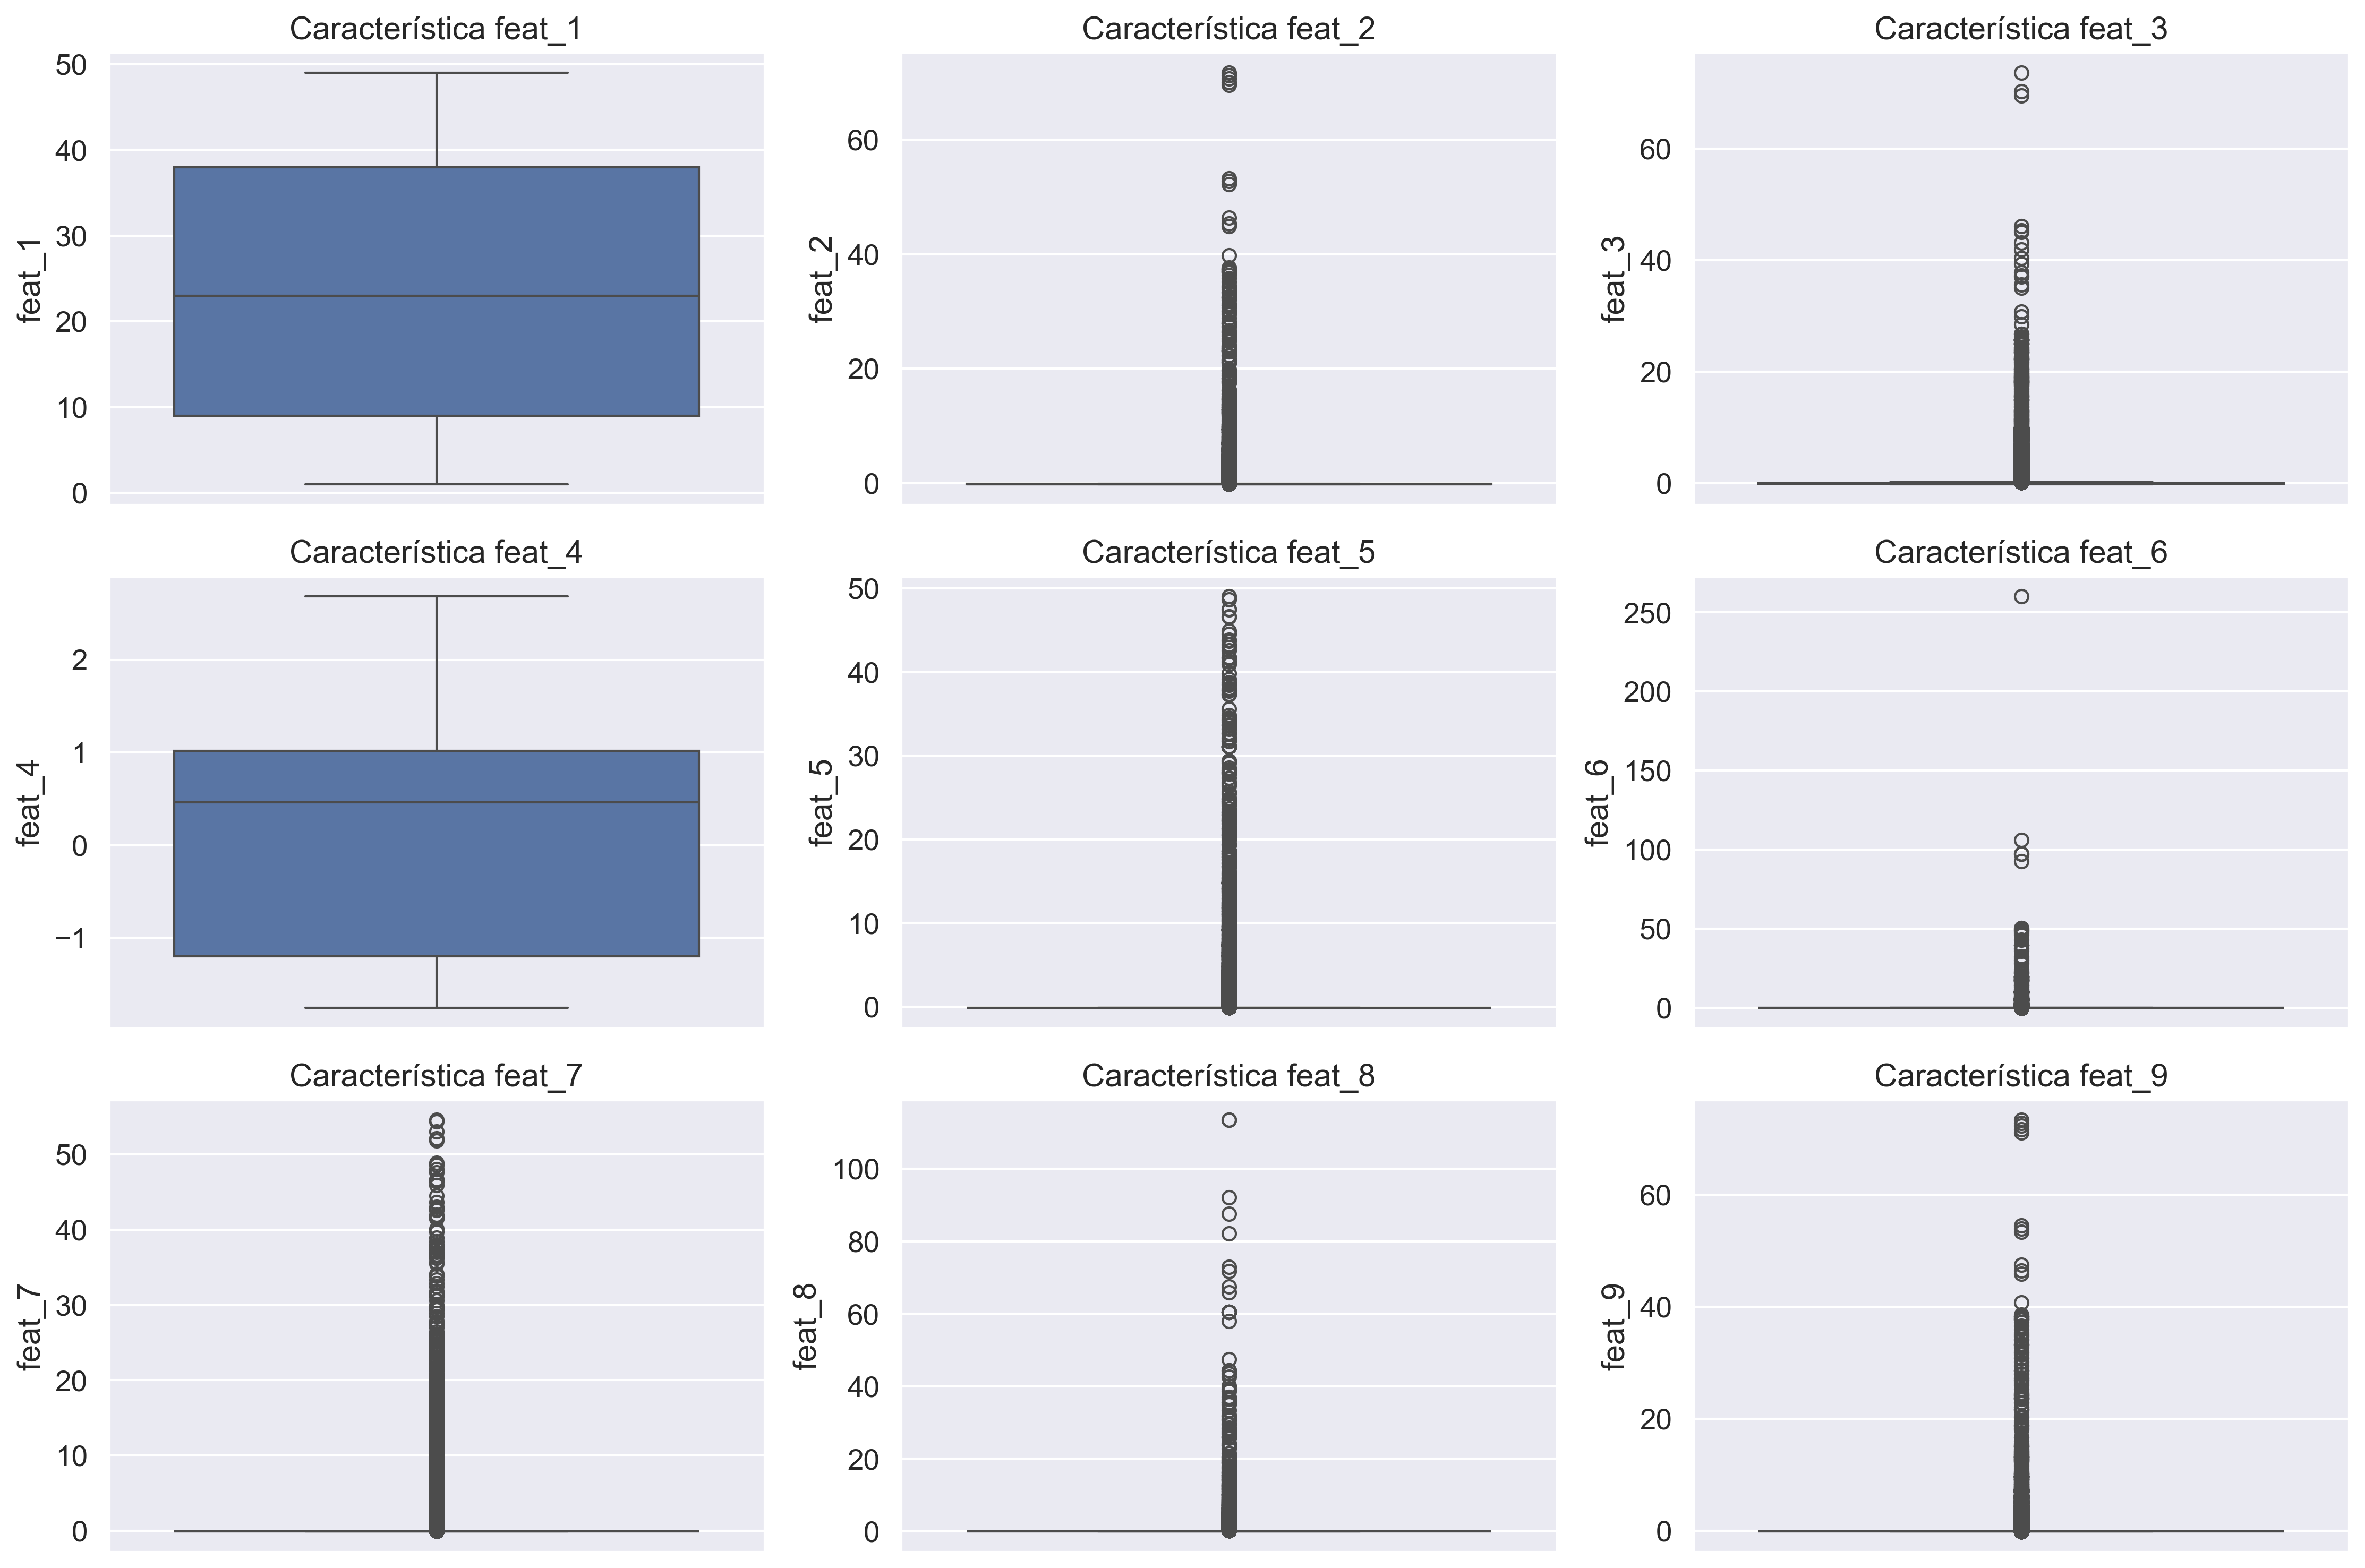 Característica feat_1
50
40
30
20
10
0
feat_1
Característica feat_2
60
40
20
0
feat_2
Característica feat_3
60
40
20
0
feat_3
Característica feat_4
2
1
0
−1
feat_4
Característica feat_5
50
40
30
20
10
0
feat_5
Característica feat_6
250
200
150
100
50
0
feat_6
Característica feat_7
50
40
30
20
10
0
feat_7
Característica feat_8
100
80
60
40
20
0
feat_8
Característica feat_9
60
40
20
0
feat_9